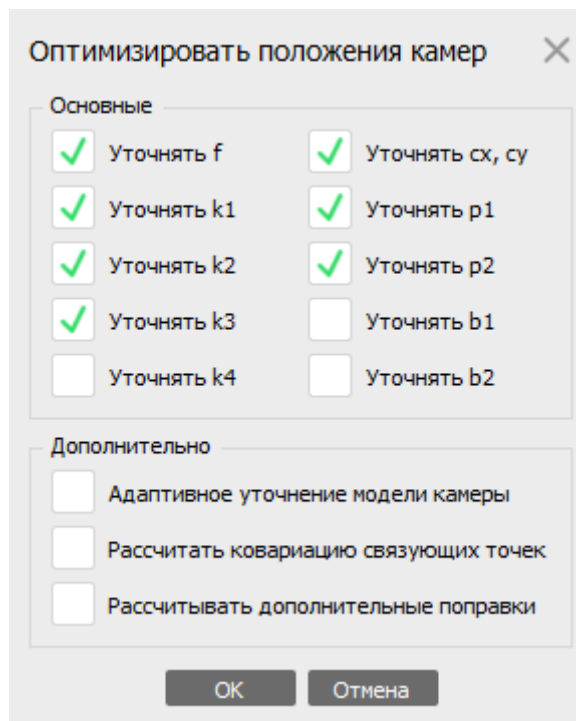 Оптимизировать положения камер
Основные
Уточнять f
Уточнять cx, cy
Уточнять k1
Уточнять p1
Уточнять k2
Уточнять p2
Уточнять k3
Уточнять b1
Уточнять k4
Уточнять b2
Дополнительно
Адаптивное уточнение модели камеры
Рассчитать ковариацию связующих точек
Рассчитывать дополнительные поправки
OK
Отмена